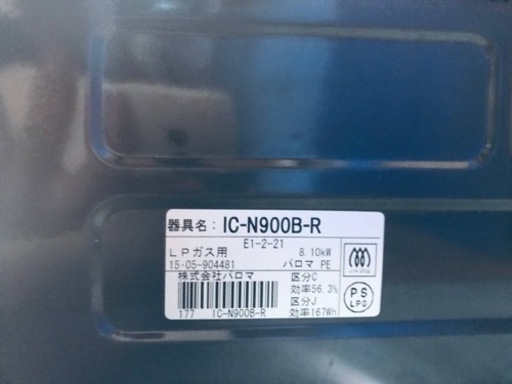 器具名： IC-N900B-R
E1-2-21
LPガス用 8.10kW
15·05-904481 パロマ PE
株式会社パロマ 区分C
効率56.3%
区分J
177 IC-N900B-R 効率167Wh
PS
LPG